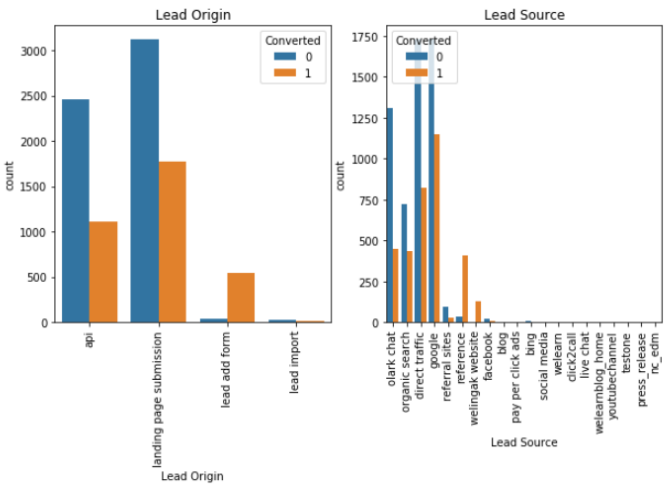 Lead Origin
Converted
0
1
3000
2500
2000
1500
1000
500
0
count
api
landing page submission
lead add form
lead import
Lead Origin
Lead Source
Converted
0
1
1750
1500
1250
1000
750
500
250
0
count
olark chat
organic search
direct traffic
google
referral sites
reference
welingak website
facebook
blog
pay per click ads
bing
social media
welearn
click2call
live chat
welearnblog_home
youtubechannel
testone
press_release
nc_edm
Lead Source